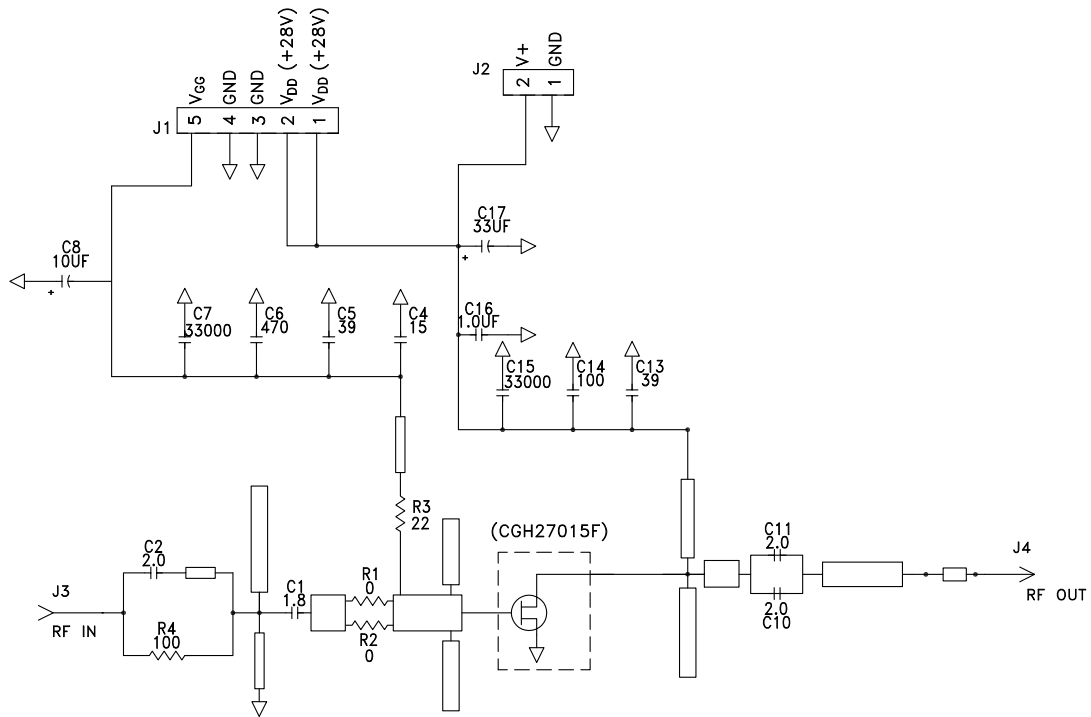 J1
5 VGG
4 GND
3 GND
2 VDD (+28V)
1 VDD (+28V)
J2
2 V+
1 GND
C17
33UF
+
C8
10UF
+
C7
33000
C6
470
C5
39
C4
15
C16
1.0UF
C15
33000
C14
100
C13
39
R3
22
(CGH27015F)
C11
2.0
2.0
C10
J4
RF OUT
C2
2.0
J3
RF IN
R4
100
C1
1.8
R1
0
R2
0